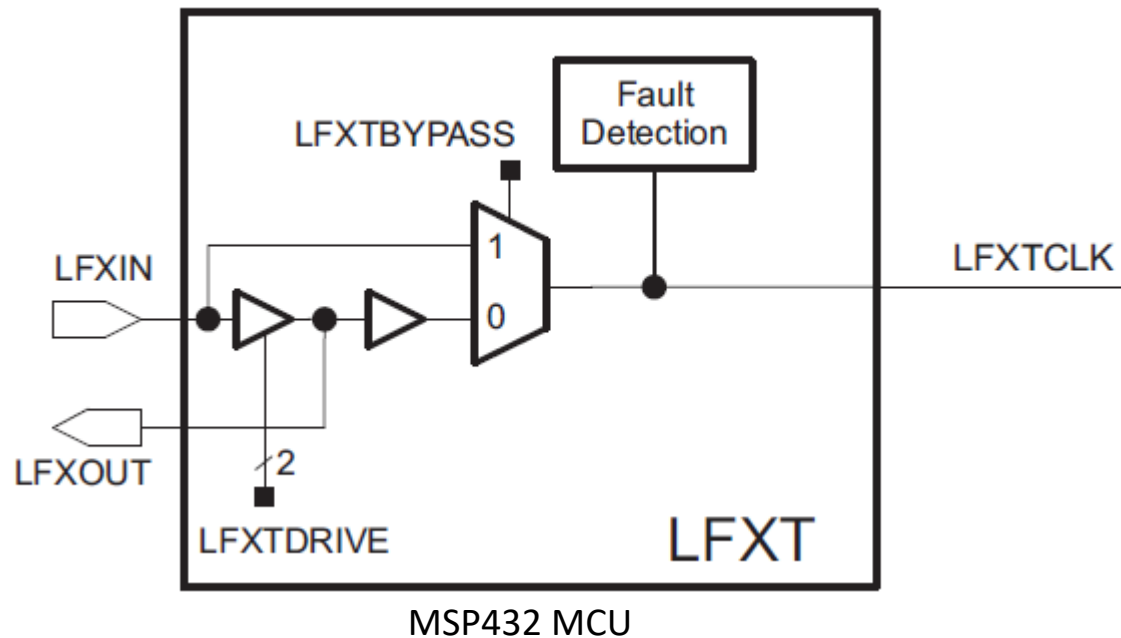 Fault
Detection
LFXTBYPASS
1
LFXIN
LFXTCLK
0
LFXOUT
2
LFXTDRIVE
LFXT
MSP432 MCU